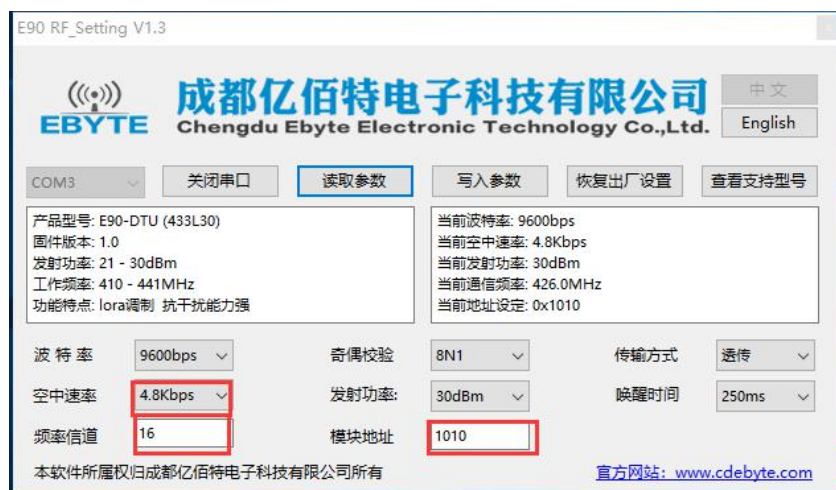 E90 RF_Setting V1.3
EBYTE
成都亿佰特电子科技有限公司
Chengdu Ebyte Electronic Technology Co.,Ltd.
中文
English
COM3 关闭串口 读取参数 写入参数 恢复出厂设置 查看支持型号
产品型号: E90-DTU (433L30)
固件版本: 1.0
发射功率: 21 - 30dBm
工作频率: 410 - 441MHz
功能特点: lora调制 抗干扰能力强
当前波特率: 9600bps
当前空中速率: 4.8Kbps
当前发射功率: 30dBm
当前通信频率: 426.0MHz
当前地址设定: 0x1010
波特率 9600bps 奇偶校验 8N1 传输方式 透传
空中速率 4.8Kbps 发射功率: 30dBm 唤醒时间 250ms
频率信道 16 模块地址 1010
本软件所属权归成都亿佰特电子科技有限公司所有 官方网站: www.cdebyte.com